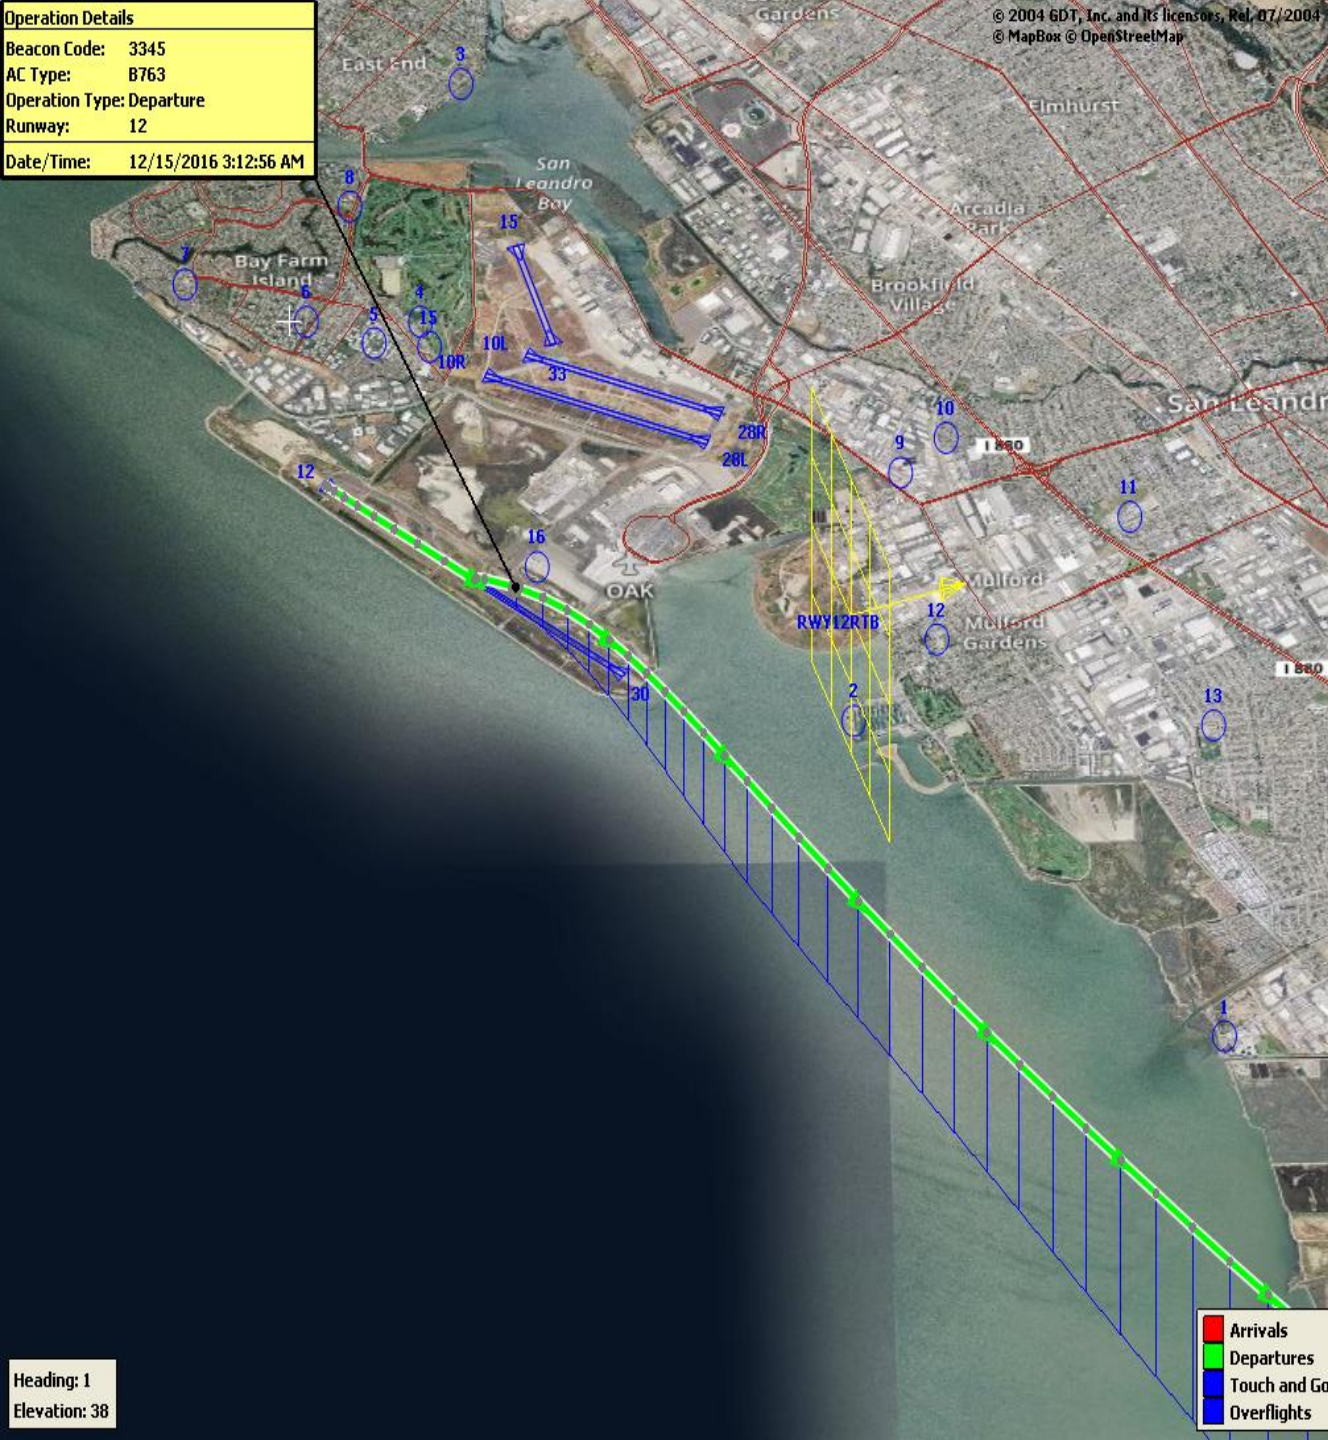 Operation Details
Beacon Code: 3345
AC Type: B763
Operation Type: Departure
Runway: 12
Date/Time: 12/15/2016 3:12:56 AM
© 2004 GDT, Inc. and its licensors, Rel. 07/2004
© MapBox © OpenStreetMap
Gardens
East End
3
Elmhurst
San
Leandro
Bay
8
15
Arcadia
Park
7
Bay Farm
Island
Brookfield
Village
6
5
4
15
10L
10R
33
28R
28L
San Leandr
10
9
I 880
12
11
16
OAK
Mulford
RWY12RTB
12
Mulford
Gardens
I 880
30
2
13
1
Heading: 1
Elevation: 38
Arrivals
Departures
Touch and Go
Overflights